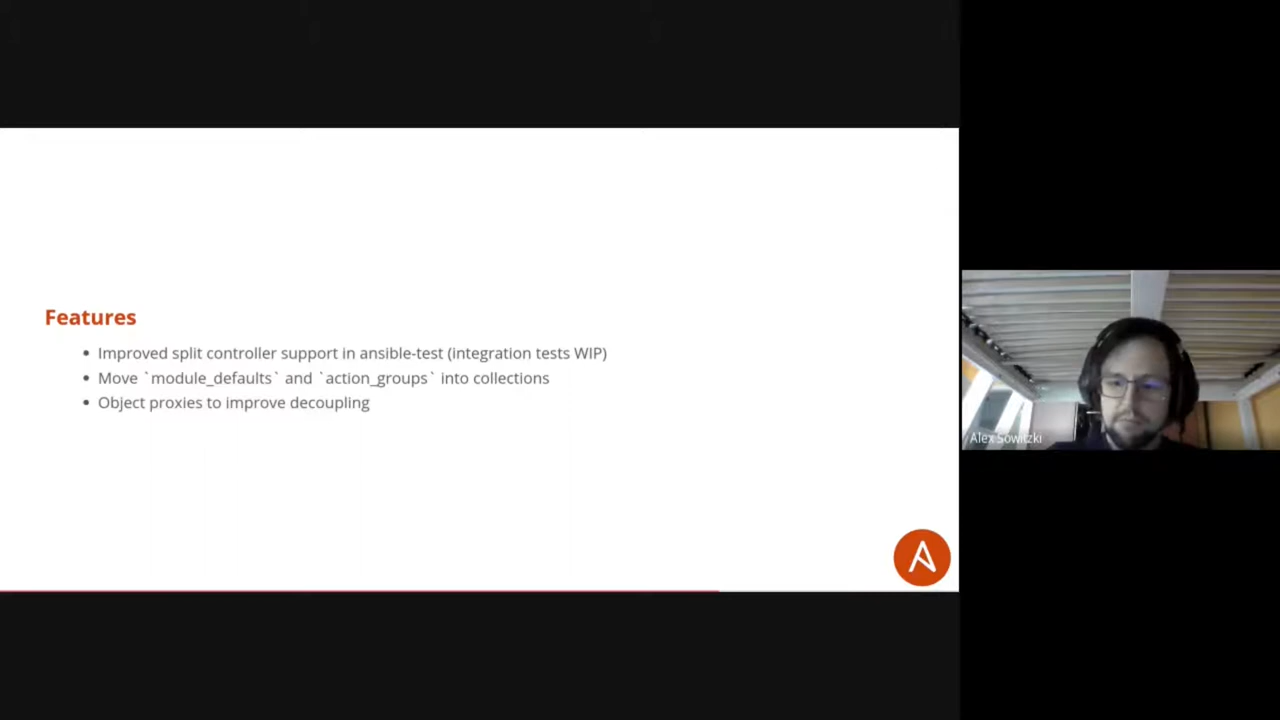 Features
• Improved split controller support in ansible-test (integration tests WIP)
• Move `module_defaults` and `action_groups` into collections
• Object proxies to improve decoupling
Alex Sowitzki